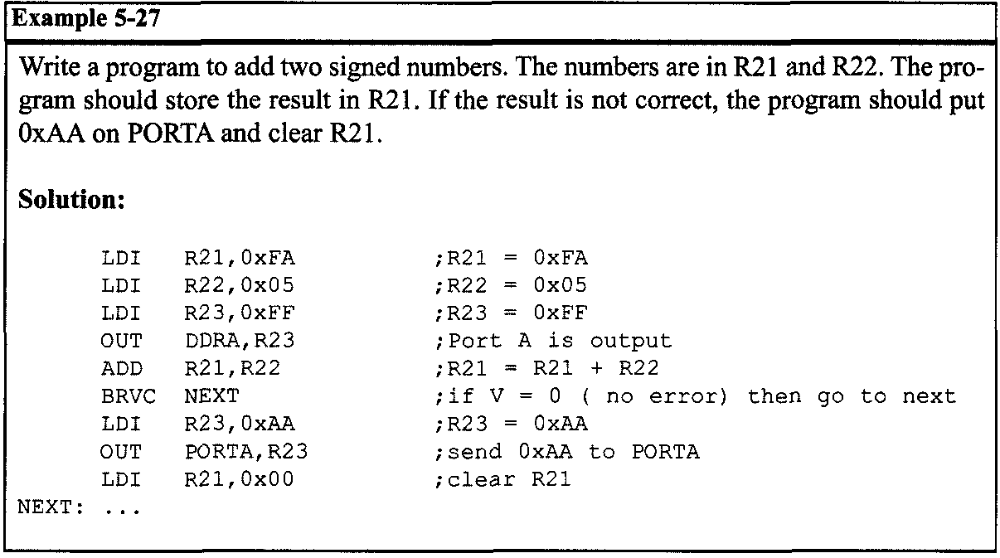 Example 5-27
Write a program to add two signed numbers. The numbers are in R21 and R22. The pro-
gram should store the result in R21. If the result is not correct, the program should put
0xAA on PORTA and clear R21.
Solution:
LDI R21,0xFA ;R21 = 0xFA
LDI R22,0x05 ;R22 = 0x05
LDI R23,0xFF ;R23 = 0xFF
OUT DDRA,R23 ;Port A is output
ADD R21,R22 ;R21 = R21 + R22
BRVC NEXT ;if V = 0 ( no error) then go to next
LDI R23,0xAA ;R23 = 0xAA
OUT PORTA,R23 ;send 0xAA to PORTA
LDI R21,0x00 ;clear R21
NEXT: ...